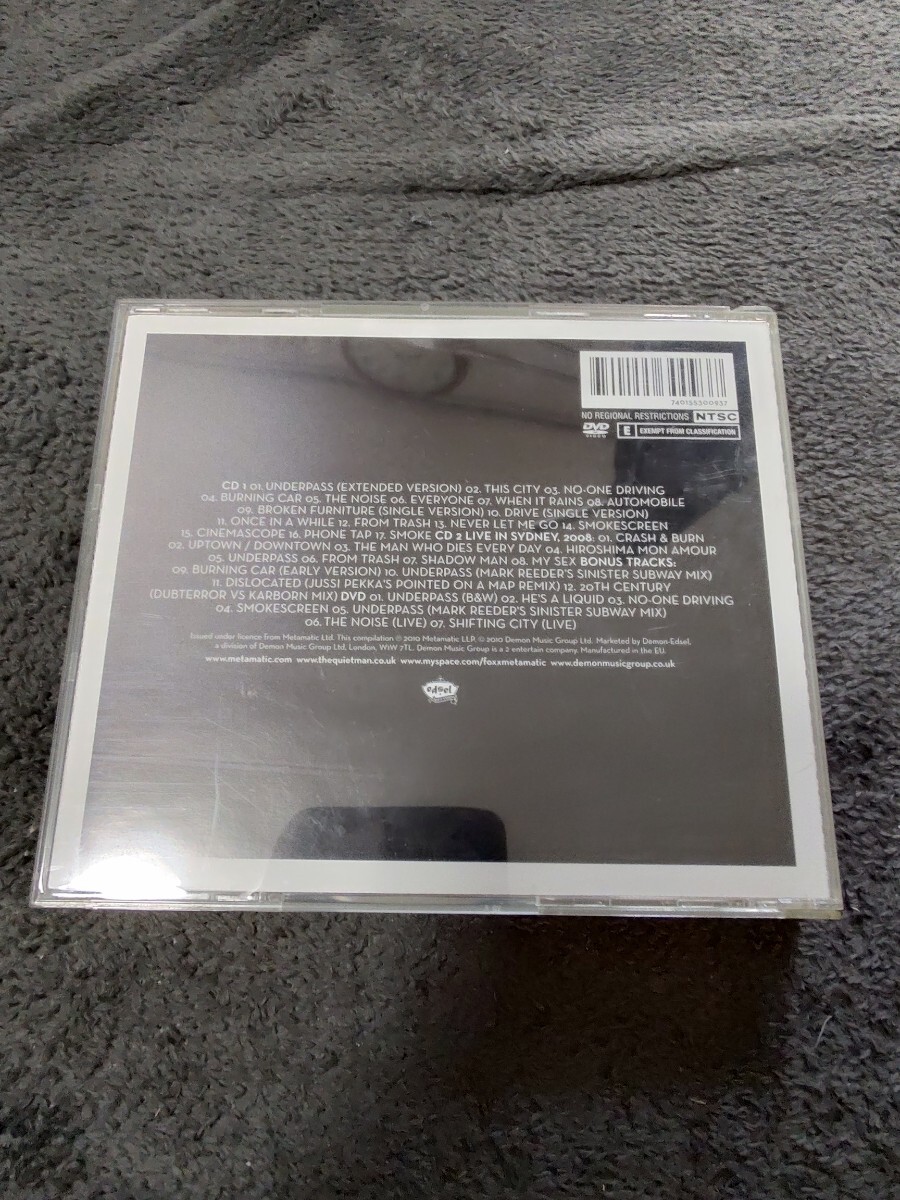 740155500937
NO REGIONAL RESTRICTIONS NTSC
DVD VIDEO E EXEMPT FROM CLASSIFICATION
CD 1 01. UNDERPASS (EXTENDED VERSION) 02. THIS CITY 03. NO-ONE DRIVING
04. BURNING CAR 05. THE NOISE 06. EVERYONE 07. WHEN IT RAINS 08. AUTOMOBILE
09. BROKEN FURNITURE (SINGLE VERSION) 10. DRIVE (SINGLE VERSION)
11. ONCE IN A WHILE 12. FROM TRASH 13. NEVER LET ME GO 14. SMOKESCREEN
15. CINEMASCOPE 16. PHONE TAP 17. SMOKE CD 2 LIVE IN SYDNEY, 2008: 01. CRASH & BURN
02. UPTOWN / DOWNTOWN 03. THE MAN WHO DIES EVERY DAY 04. HIROSHIMA MON AMOUR
05. UNDERPASS 06. FROM TRASH 07. SHADOW MAN 08. MY SEX BONUS TRACKS:
09. BURNING CAR (EARLY VERSION) 10. UNDERPASS (MARK REEDER'S SINISTER SUBWAY MIX)
11. DISLOCATED (JUSSI PEKKA'S POINTED ON A MAP REMIX) 12. 20TH CENTURY
(DUBTERROR VS KARBORN MIX) DVD 01. UNDERPASS (B&W) 02. HE'S A LIQUID 03. NO-ONE DRIVING
04. SMOKESCREEN 05. UNDERPASS (MARK REEDER'S SINISTER SUBWAY MIX)
06. THE NOISE (LIVE) 07. SHIFTING CITY (LIVE)
Issued under licence from Metamatic Ltd. This compilation ℗ 2010 Metamatic LLP. © 2010 Demon Music Group Ltd. Marketed by Demon-Edsel,
a division of Demon Music Group Ltd, London, W1W 7TL. Demon Music Group is a 2 entertain company. Manufactured in the EU.
www.metamatic.com www.thequietman.co.uk www.myspace.com/foxxmetamatic www.demonmusicgroup.co.uk
edsel